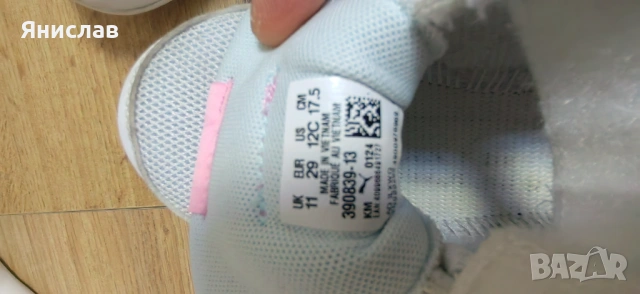 Янислав
UK EUR US CM
11 29 12C 17.5
MADE IN VIETNAM
FABRIQUÉ AU VIETNAM
390839-13
KM 0124
BAZAR